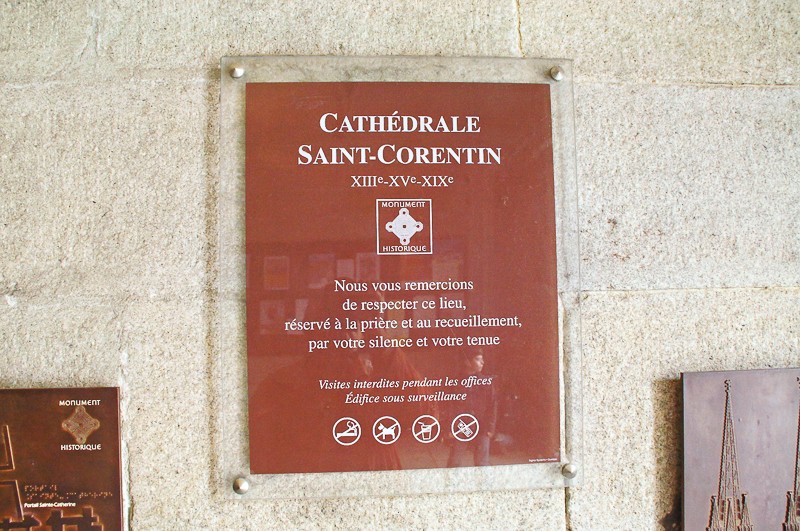 CATHÉDRALE
SAINT-CORENTIN
XIIIe-XVe-XIXe
MONUMENT
HISTORIQUE
Nous vous remercions
de respecter ce lieu,
réservé à la prière et au recueillement,
par votre silence et votre tenue
Visites interdites pendant les offices
Édifice sous surveillance
MONUMENT
HISTORIQUE
Portail Sainte-Catherine